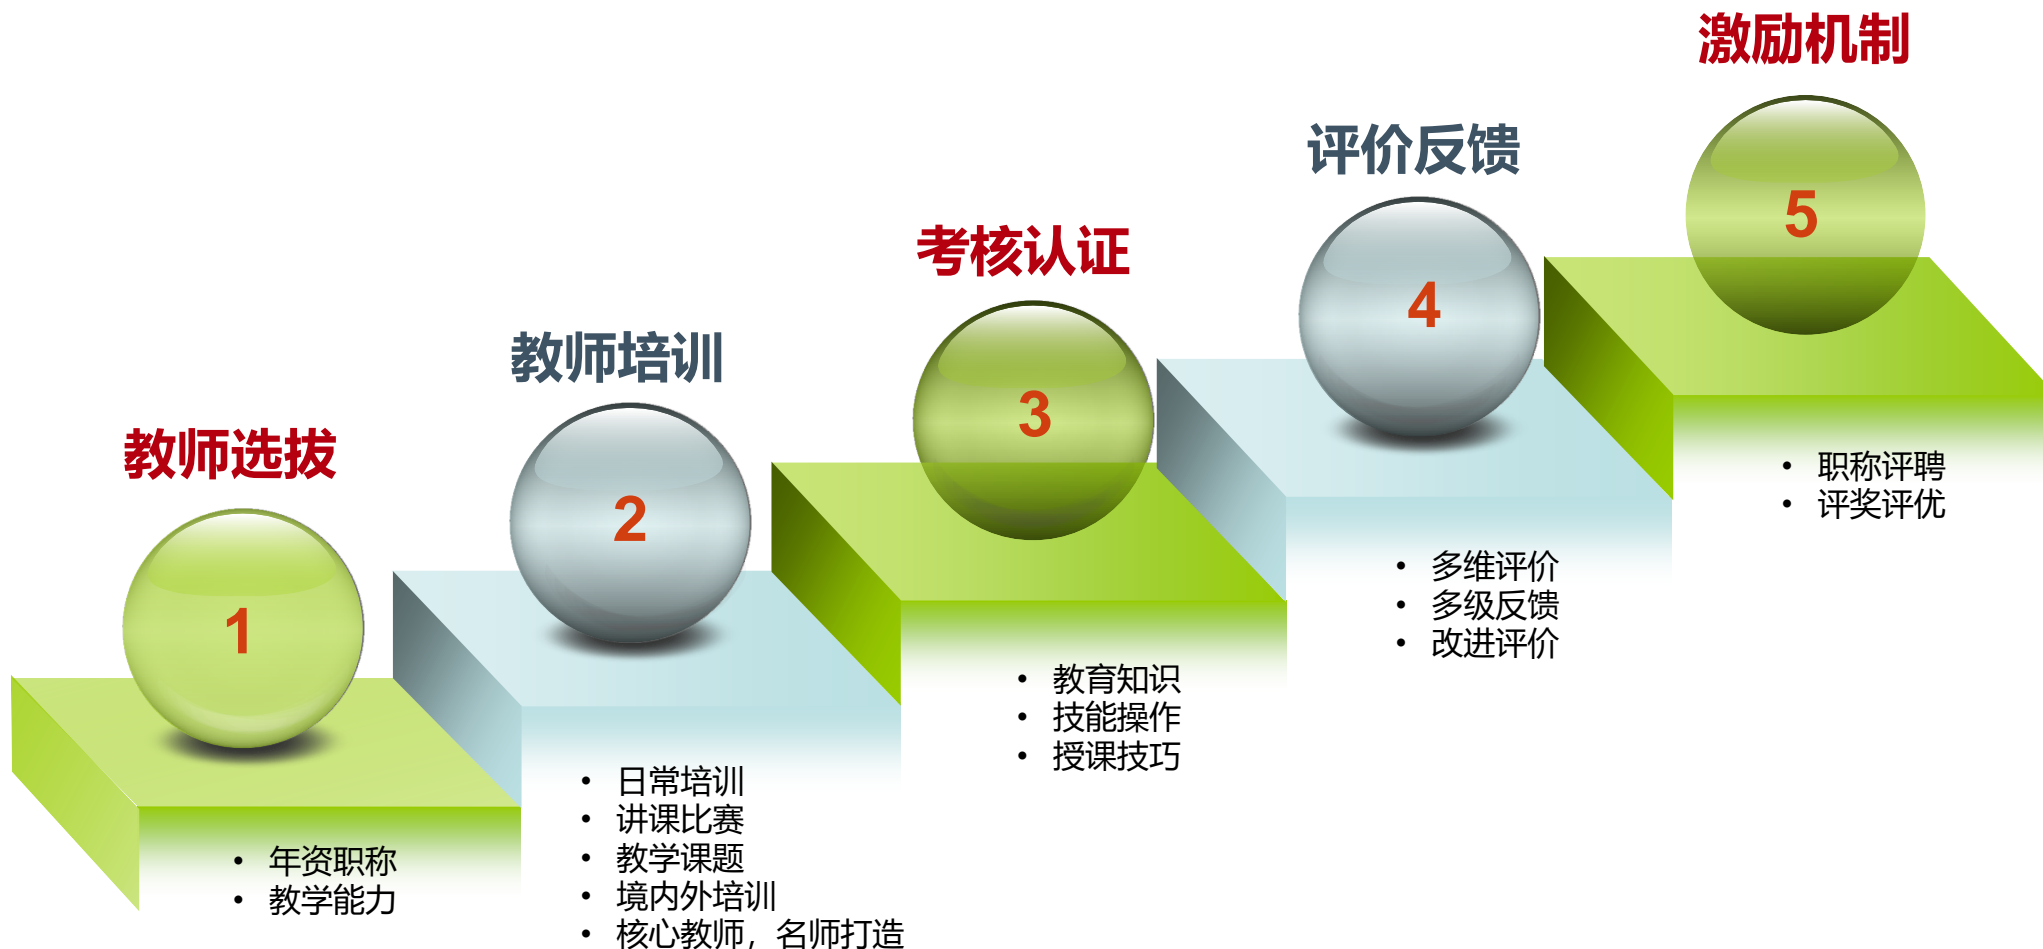 教师选拔
1
• 年资职称
• 教学能力
教师培训
2
• 日常培训
• 讲课比赛
• 教学课题
• 境内外培训
• 核心教师，名师打造
考核认证
3
• 教育知识
• 技能操作
• 授课技巧
评价反馈
4
• 多维评价
• 多级反馈
• 改进评价
激励机制
5
• 职称评聘
• 评奖评优